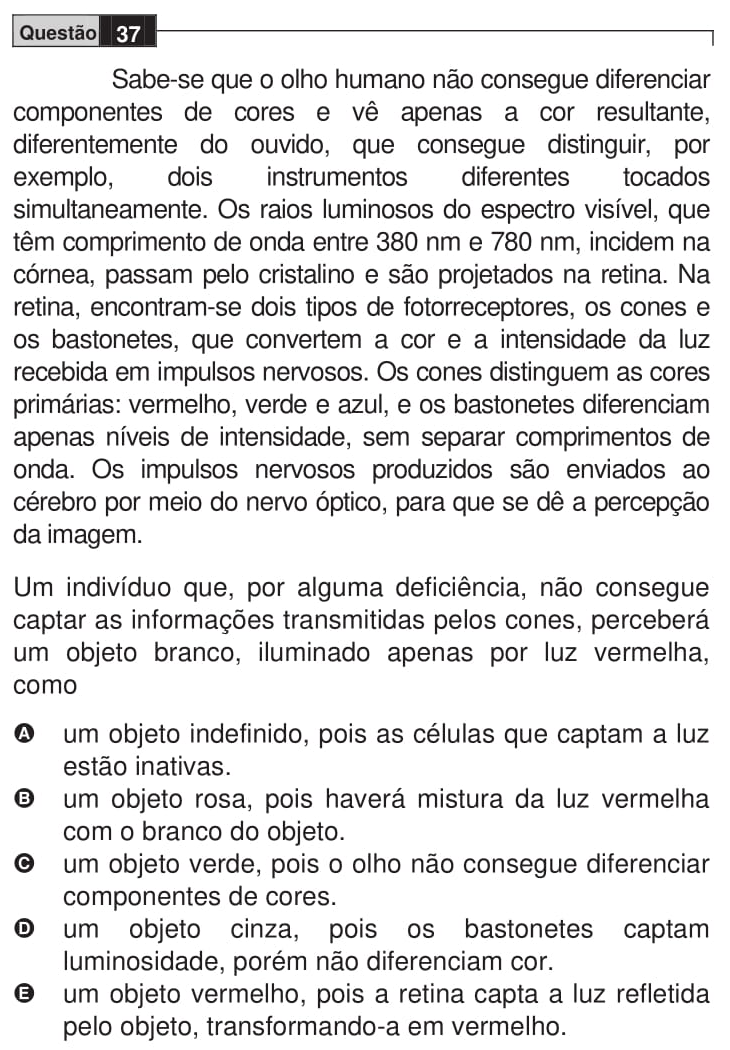 Questão 37
Sabe-se que o olho humano não consegue diferenciar
componentes de cores e vê apenas a cor resultante,
diferentemente do ouvido, que consegue distinguir, por
exemplo, dois instrumentos diferentes tocados
simultaneamente. Os raios luminosos do espectro visível, que
têm comprimento de onda entre 380 nm e 780 nm, incidem na
córnea, passam pelo cristalino e são projetados na retina. Na
retina, encontram-se dois tipos de fotorreceptores, os cones e
os bastonetes, que convertem a cor e a intensidade da luz
recebida em impulsos nervosos. Os cones distinguem as cores
primárias: vermelho, verde e azul, e os bastonetes diferenciam
apenas níveis de intensidade, sem separar comprimentos de
onda. Os impulsos nervosos produzidos são enviados ao
cérebro por meio do nervo óptico, para que se dê a percepção
da imagem.
Um indivíduo que, por alguma deficiência, não consegue
captar as informações transmitidas pelos cones, perceberá
um objeto branco, iluminado apenas por luz vermelha,
como
A um objeto indefinido, pois as células que captam a luz
estão inativas.
B um objeto rosa, pois haverá mistura da luz vermelha
com o branco do objeto.
C um objeto verde, pois o olho não consegue diferenciar
componentes de cores.
D um objeto cinza, pois os bastonetes captam
luminosidade, porém não diferenciam cor.
E um objeto vermelho, pois a retina capta a luz refletida
pelo objeto, transformando-a em vermelho.